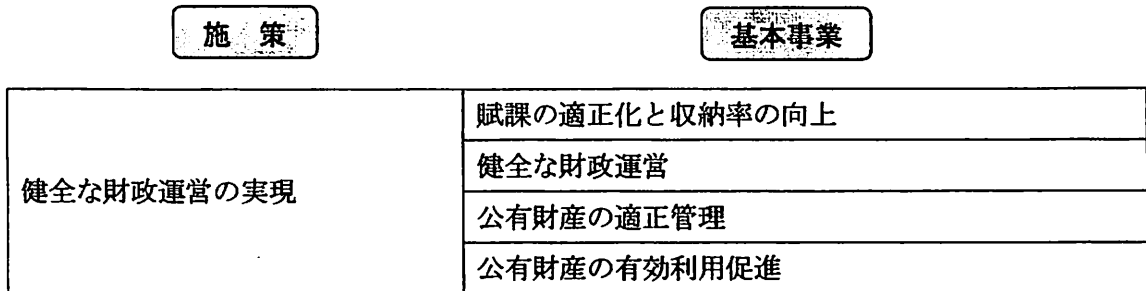 施策
基本事業
健全な財政運営の実現
賦課の適正化と収納率の向上
健全な財政運営
公有財産の適正管理
公有財産の有効利用促進